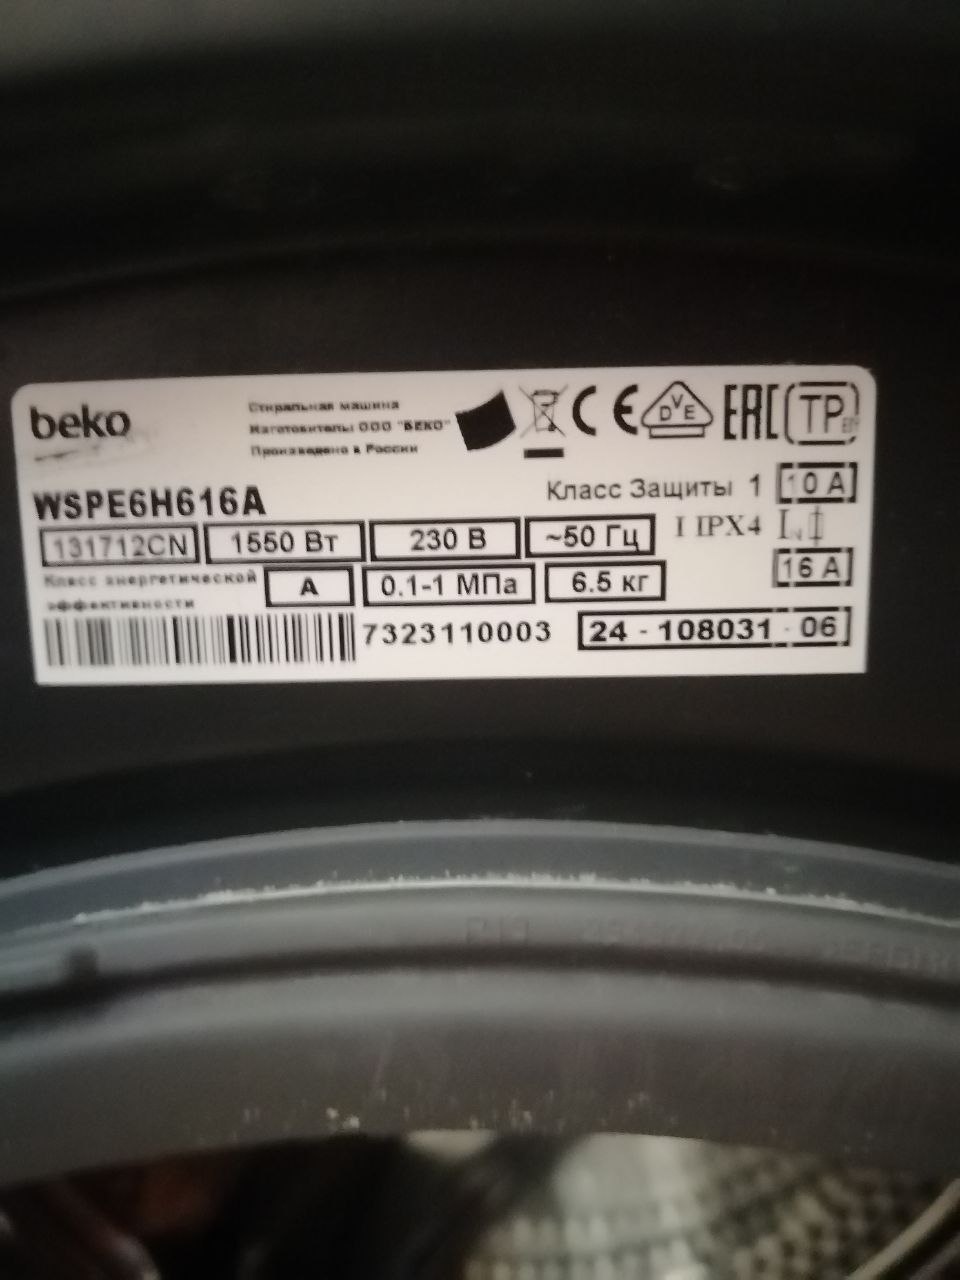 beko
Стиральная машина
Изготовитель: ООО "БЕКО"
Произведено в России
CE
VDE
EAC
TP
WSPE6H616A
Класс Защиты 1
10 A
131712CN
1550 Вт
230 В
~50 Гц
I IPX4
Класс энергетической эффективности
A
0.1-1 МПа
6.5 кг
16 A
7323110003
24 - 108031 - 06